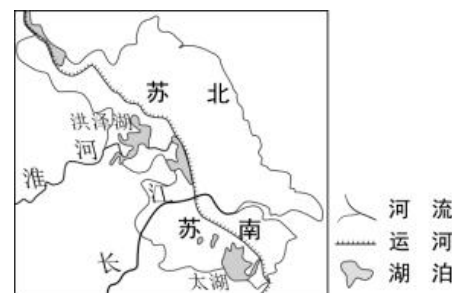 苏 北
洪泽湖
淮 河
江
苏 南
长
太湖
河 流
运 河
湖 泊